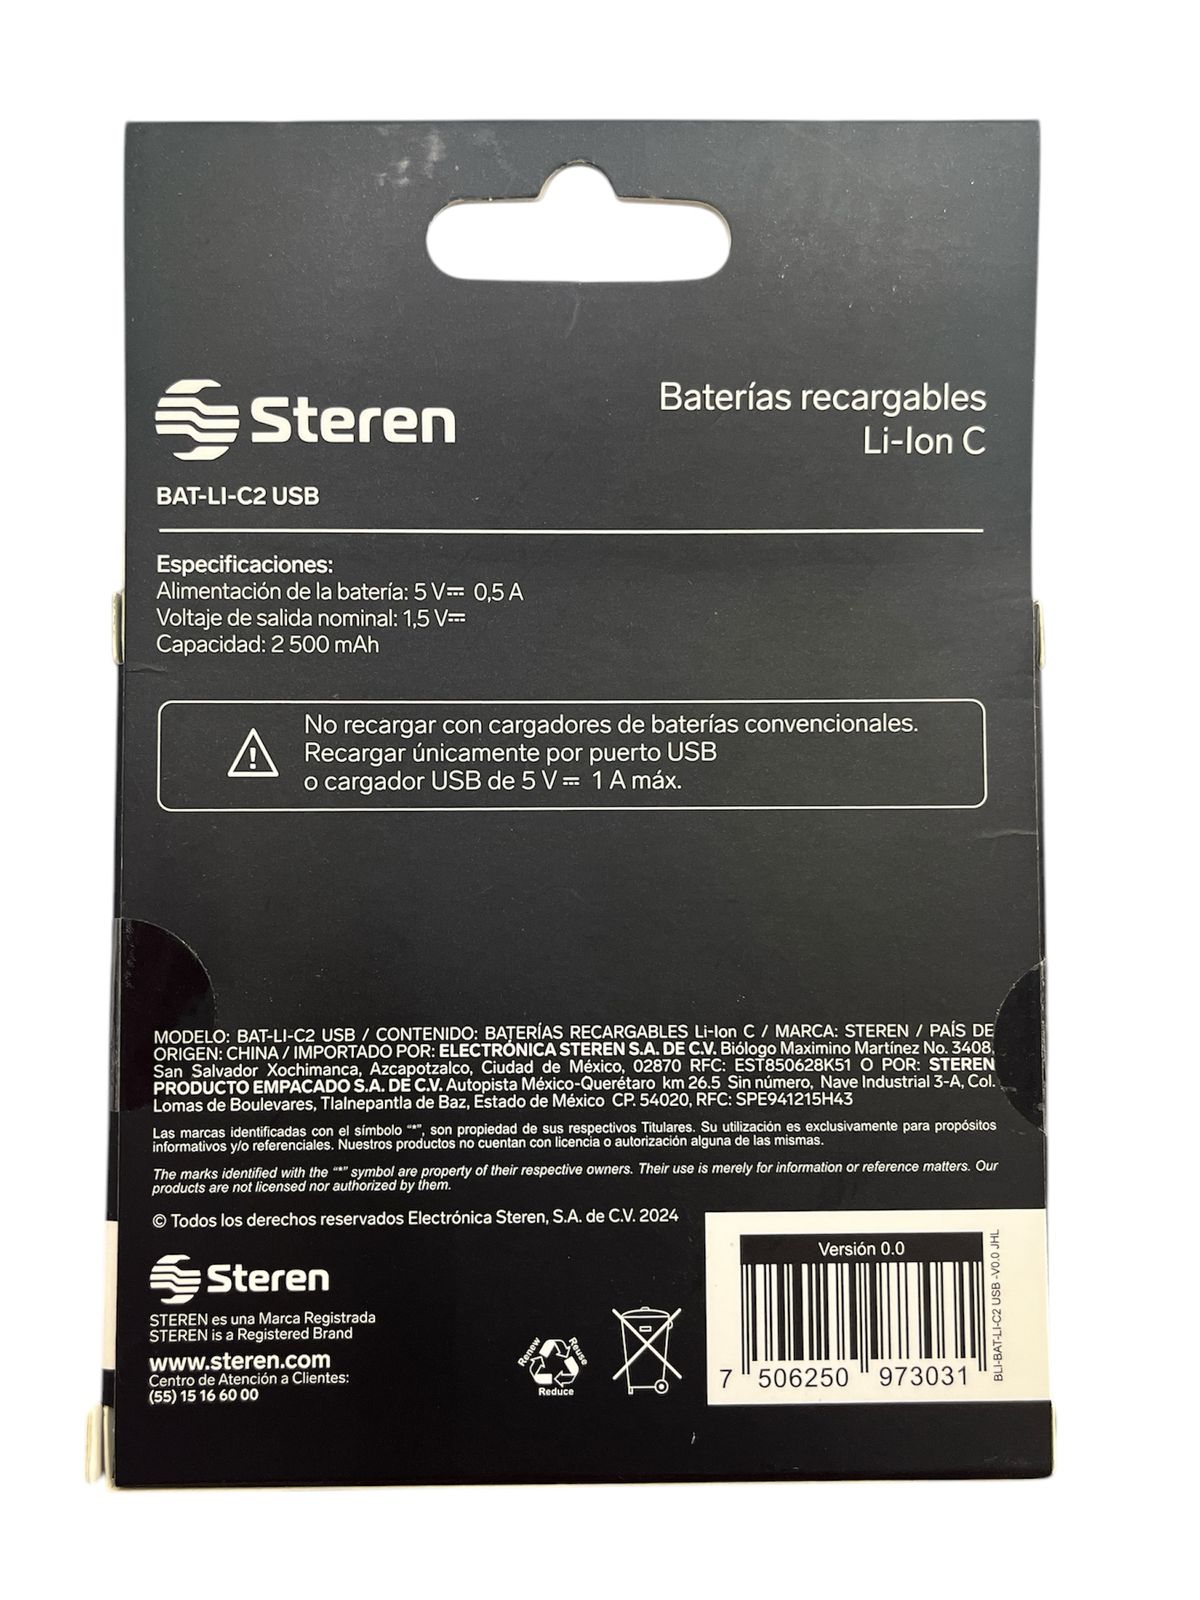 Steren
Baterías recargables
Li-Ion C
BAT-LI-C2 USB
Especificaciones:
Alimentación de la batería: 5 V⎓ 0,5 A
Voltaje de salida nominal: 1,5 V⎓
Capacidad: 2 500 mAh
No recargar con cargadores de baterías convencionales.
Recargar únicamente por puerto USB
o cargador USB de 5 V⎓ 1 A máx.
MODELO: BAT-LI-C2 USB / CONTENIDO: BATERÍAS RECARGABLES Li-Ion C / MARCA: STEREN / PAÍS DE
ORIGEN: CHINA / IMPORTADO POR: ELECTRÓNICA STEREN S.A. DE C.V. Biólogo Maximino Martínez No. 3408,
San Salvador Xochimanca, Azcapotzalco, Ciudad de México, 02870 RFC: EST850628K51 O POR: STEREN
PRODUCTO EMPACADO S.A. DE C.V. Autopista México-Querétaro km 26.5 Sin número, Nave Industrial 3-A, Col.
Lomas de Boulevares, Tlalnepantla de Baz, Estado de México CP. 54020, RFC: SPE941215H43
Las marcas identificadas con el símbolo "*", son propiedad de sus respectivos Titulares. Su utilización es exclusivamente para propósitos
informativos y/o referenciales. Nuestros productos no cuentan con licencia o autorización alguna de las mismas.
The marks identified with the "*" symbol are property of their respective owners. Their use is merely for information or reference matters. Our
products are not licensed nor authorized by them.
© Todos los derechos reservados Electrónica Steren, S.A. de C.V. 2024
Steren
STEREN es una Marca Registrada
STEREN is a Registered Brand
www.steren.com
Centro de Atención a Clientes:
(55) 15 16 60 00
Renew
Reuse
Reduce
Versión 0.0
7 506250 973031
BLI-BAT-LI-C2 USB -V0.0 JHL